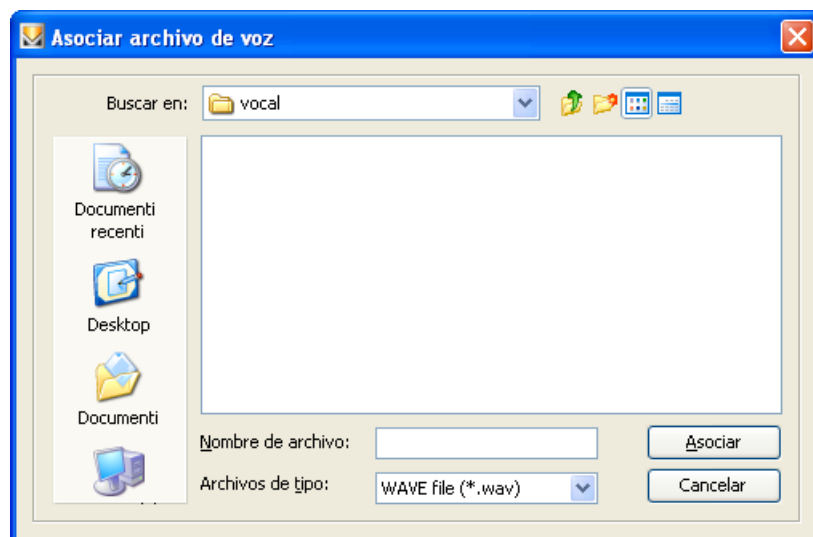 Asociar archivo de voz
Buscar en:
vocal
Documenti
recenti
Desktop
Documenti
Nombre de archivo:
Asociar
Archivos de tipo:
WAVE file (*.wav)
Cancelar